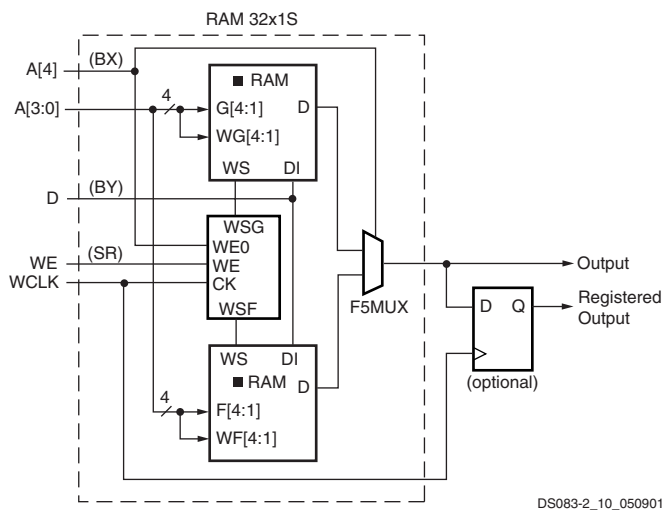 RAM 32x1S
A[4]
(BX)
A[3:0]
4
■ RAM
G[4:1]
D
WG[4:1]
WS
DI
D
(BY)
WSG
WE0
WE
(SR)
WE
WCLK
CK
WSF
F5MUX
Output
D
Q
Registered
Output
(optional)
WS
DI
■ RAM
D
4
F[4:1]
WF[4:1]
DS083-2_10_050901